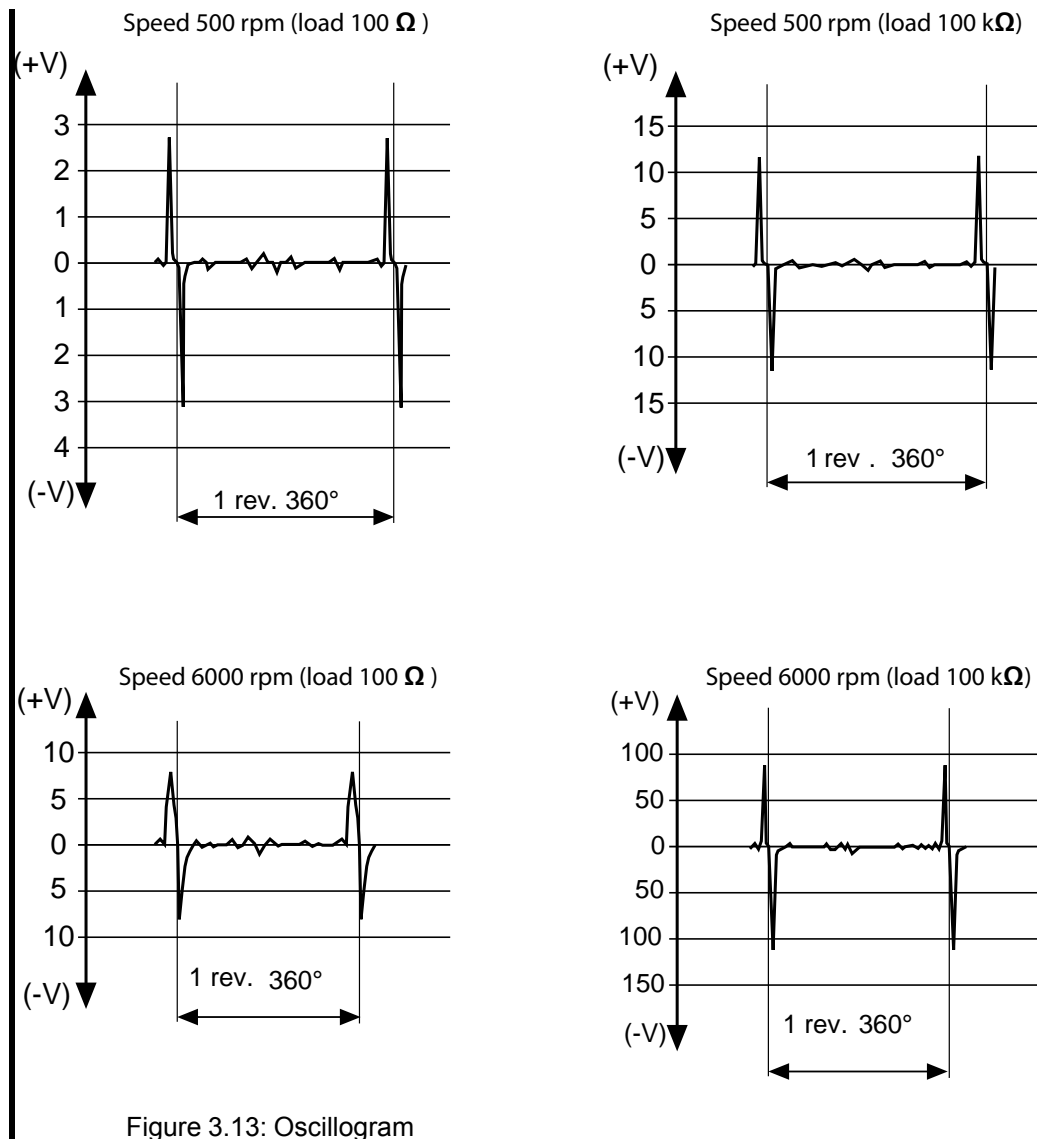 Speed 500 rpm (load 100 Ω )
(+V)
3
2
1
0
1
2
3
4
(-V)
1 rev. 360°
Speed 500 rpm (load 100 kΩ)
(+V)
15
10
5
0
5
10
15
(-V)
1 rev . 360°
Speed 6000 rpm (load 100 Ω )
(+V)
10
5
0
5
10
(-V)
1 rev. 360°
Speed 6000 rpm (load 100 kΩ)
(+V)
100
50
0
50
100
150
(-V)
1 rev. 360°
Figure 3.13: Oscillogram